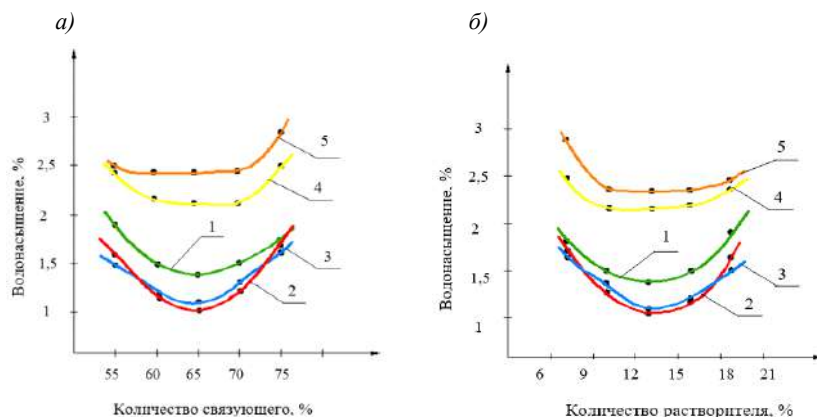 а)
б)
Водонасыщение, %
3
2,5
2
1,5
1
5
4
1
3
2
55 60 65 70 75
Количество связующего, %
Водонасыщение, %
3
2,5
2
1,5
1
5
4
1
3
2
6 9 12 15 18 21
Количество растворителя, %